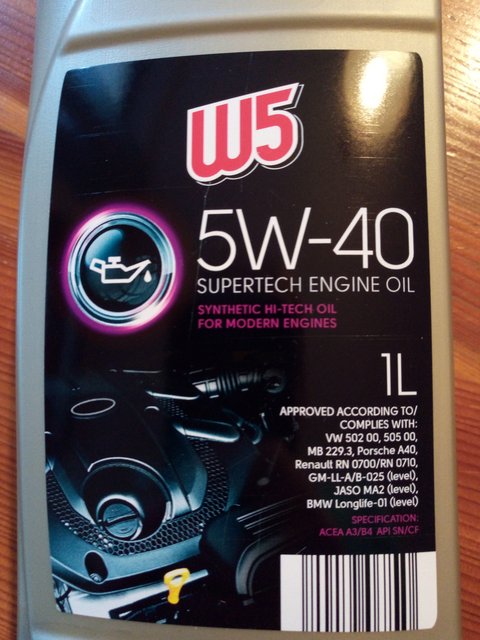 W5
5W-40
SUPERTECH ENGINE OIL
SYNTHETIC HI-TECH OIL
FOR MODERN ENGINES
1L
APPROVED ACCORDING TO/
COMPLIES WITH:
VW 502 00, 505 00,
MB 229.3, Porsche A40,
Renault RN 0700/RN 0710,
GM-LL-A/B-025 (level),
JASO MA2 (level),
BMW Longlife-01 (level)
SPECIFICATION:
ACEA A3/B4 API SN/CF